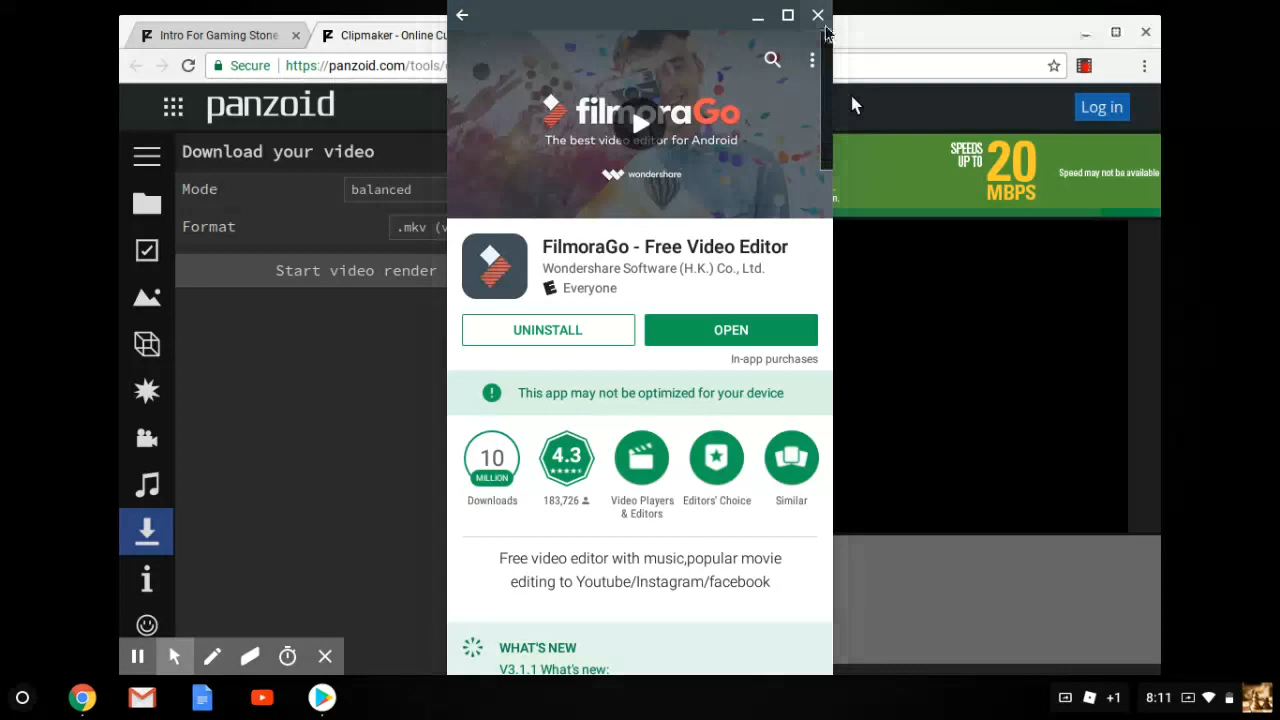 Intro For Gaming Stone
Clipmaker - Online Cu
Secure
https://panzoid.com/tools/
panzoid
Log in
Download your video
Mode
balanced
Format
.mkv (v
Start video render
filmoraGo
The best video editor for Android
wondershare
SPEEDS
UP TO
20
MBPS
Speed may not be available
n.
FilmoraGo - Free Video Editor
Wondershare Software (H.K.) Co., Ltd.
E Everyone
UNINSTALL
OPEN
In-app purchases
! This app may not be optimized for your device
10
MILLION
4.3
Downloads
183,726
Video Players
& Editors
Editors' Choice
Similar
Free video editor with music,popular movie
editing to Youtube/Instagram/facebook
WHAT'S NEW
V3.1.1 What's new:
+1
8:11